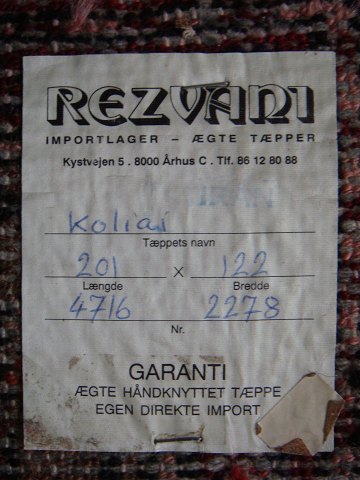 REZVANI
IMPORTLAGER – ÆGTE TÆPPER
Kystvejen 5 . 8000 Århus C . Tlf. 86 12 80 88
Koliai
Tæppets navn
201 x 122
Længde Bredde
4716 2278
Nr.
GARANTI
ÆGTE HÅNDKNYTTET TÆPPE
EGEN DIREKTE IMPORT